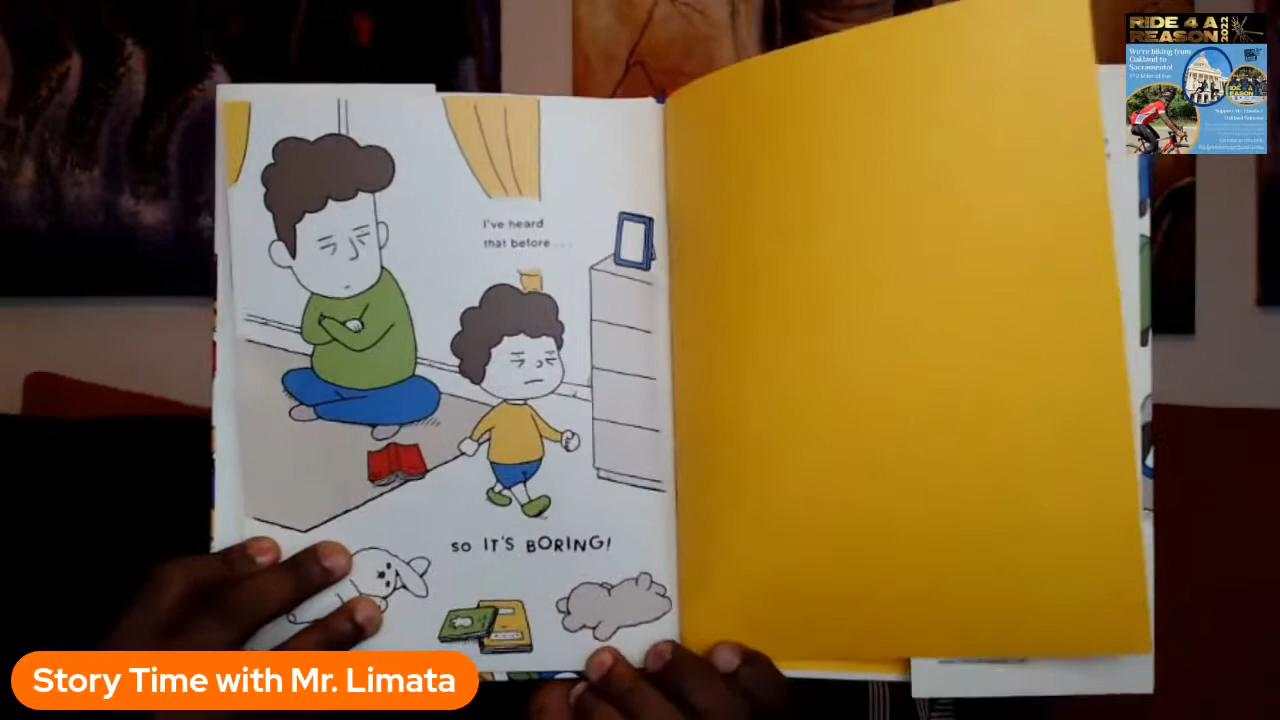 RIDE 4 A
REASON 2022
We're biking from
Oakland to
Sacramento!
I've heard
that before . . .
SO IT'S BORING!
Story Time with Mr. Limata